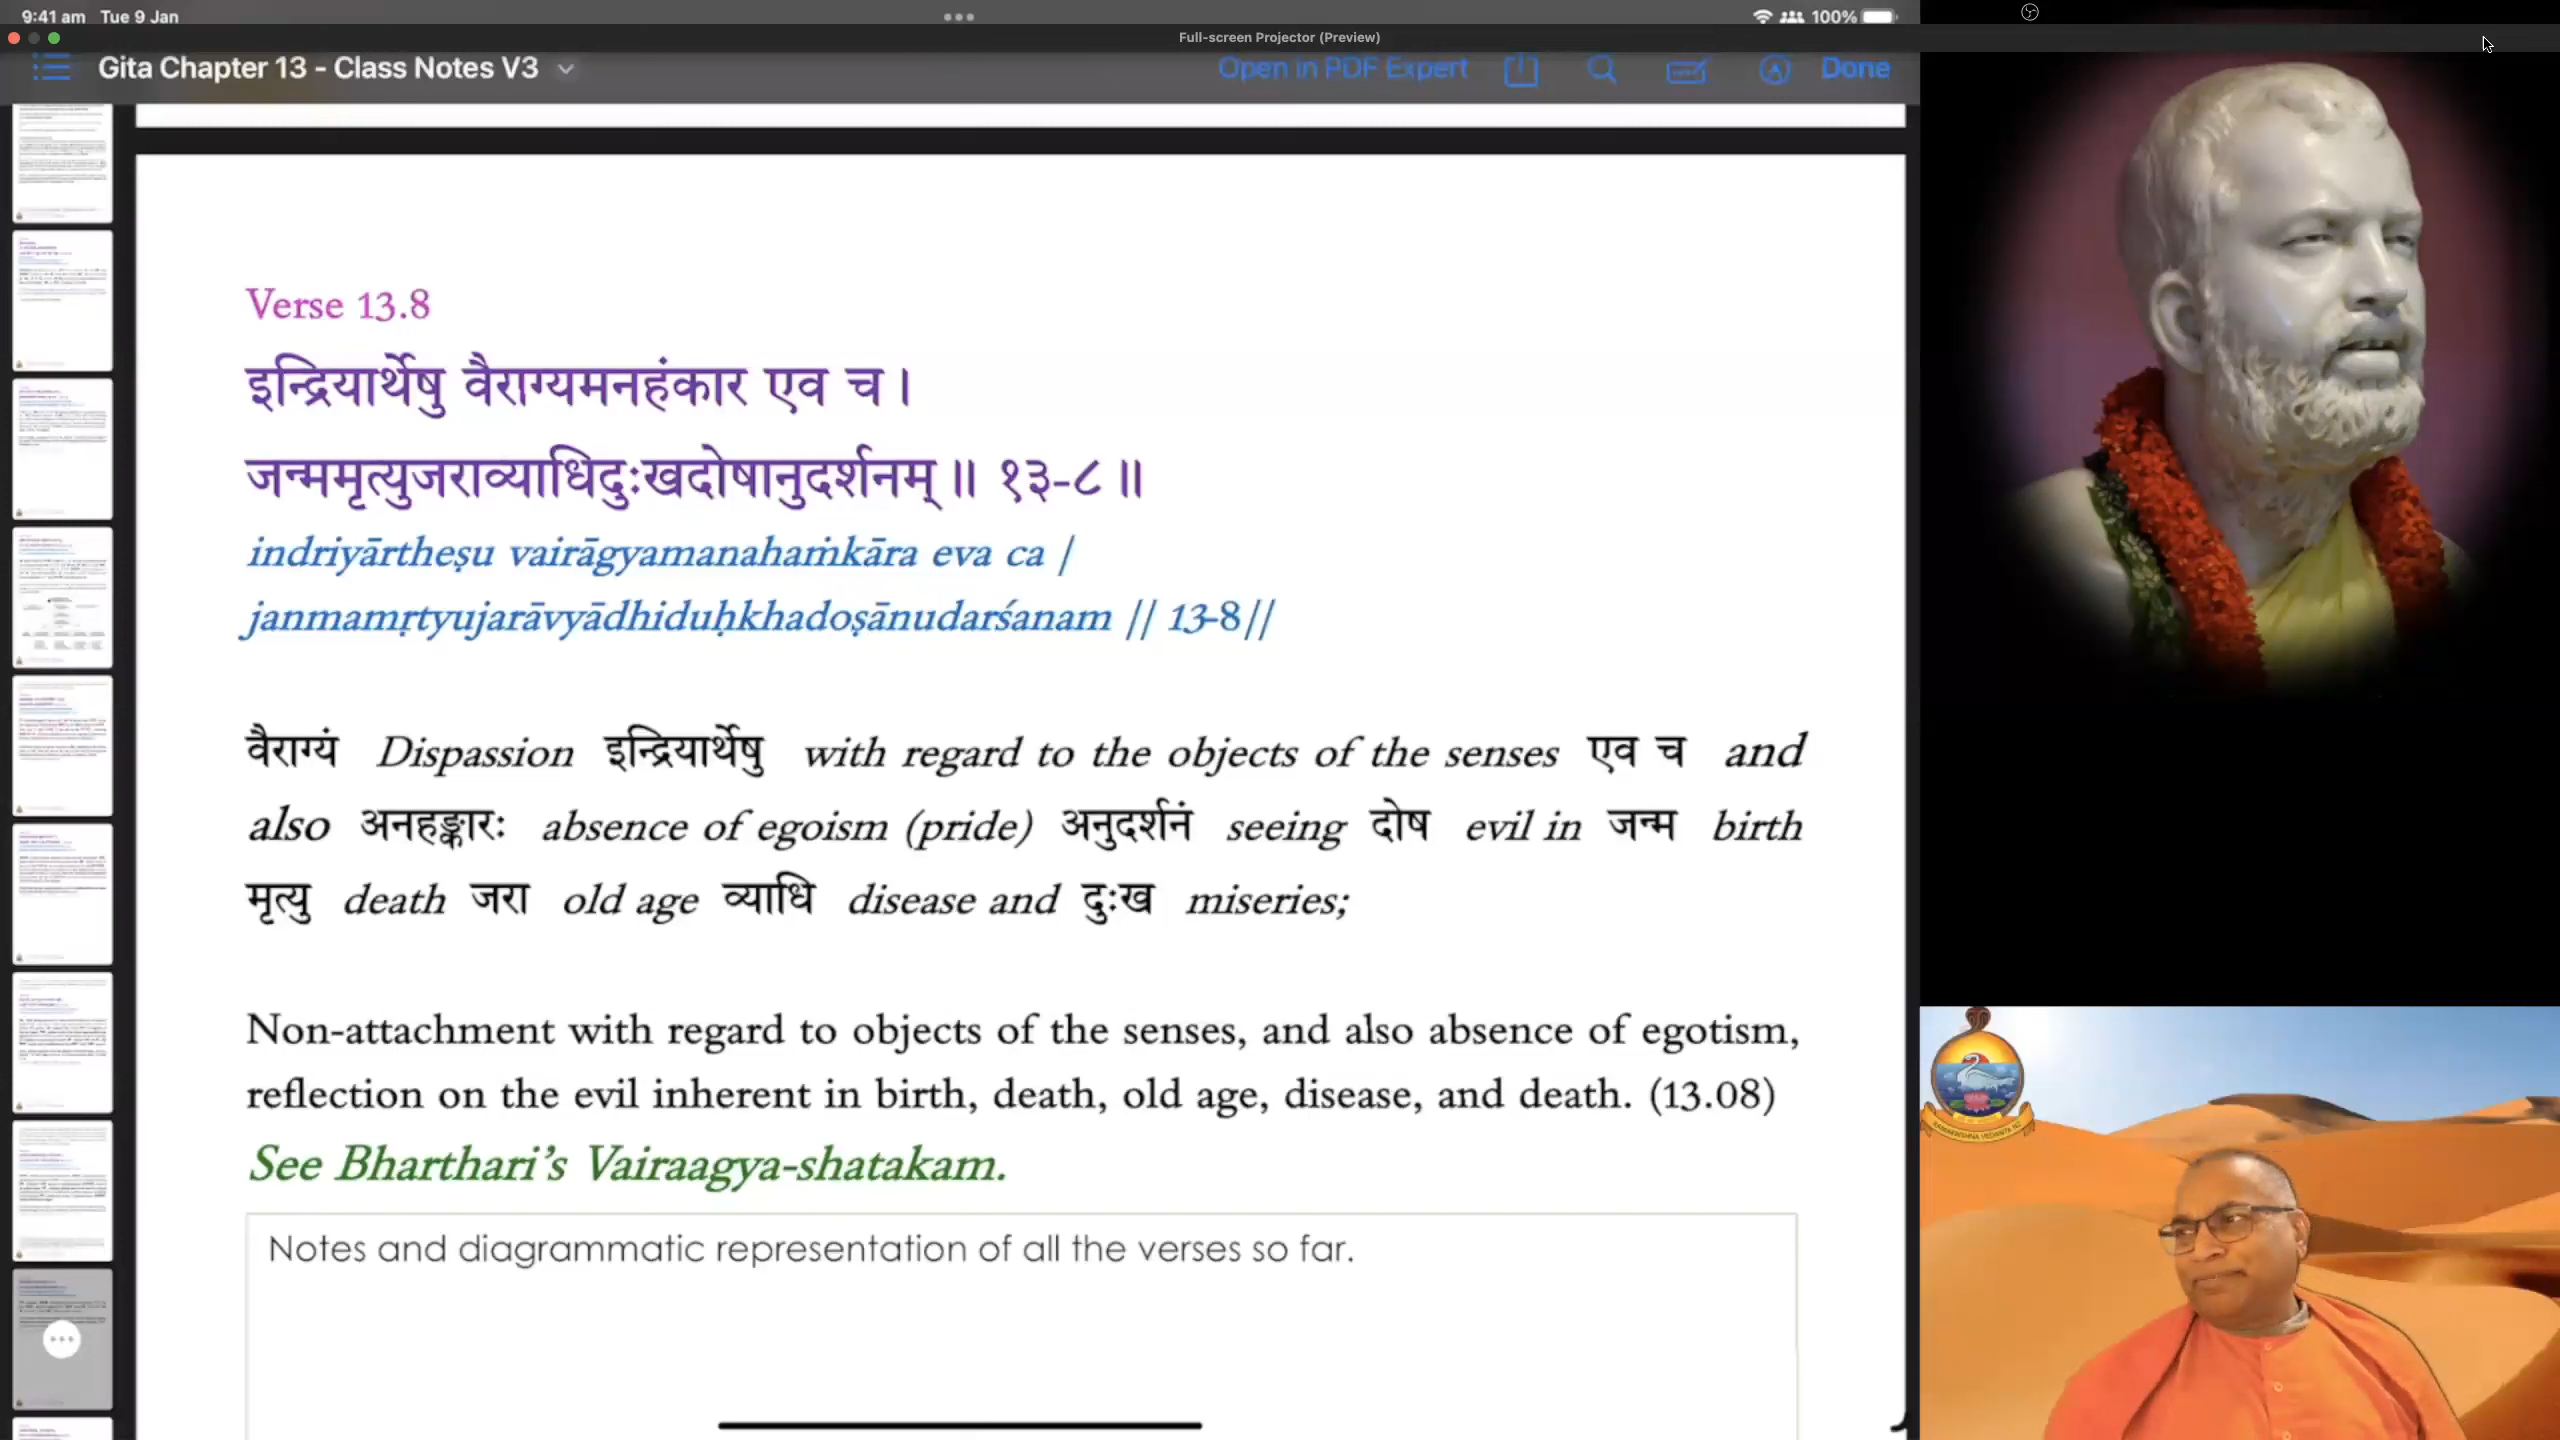 9:41 am Tue 9 Jan
100%
Full-screen Projector (Preview)
Gita Chapter 13 - Class Notes V3
Open in PDF Expert
Done
Verse 13.8
इन्द्रियार्थेषु वैराग्यमनहंकार एव च ।
जन्ममृत्युजराव्याधिदुःखदोषानुदर्शनम् ॥ १३-८ ॥
indriyārtheṣu vairāgyamanahaṁkāra eva ca |
janmamṛtyujarāvyādhiduḥkhadoṣānudarśanam || 13-8||
वैराग्यं Dispassion इन्द्रियार्थेषु with regard to the objects of the senses एव च and
also अनहङ्कारः absence of egoism (pride) अनुदर्शनं seeing दोष evil in जन्म birth
मृत्यु death जरा old age व्याधि disease and दुःख miseries;
Non-attachment with regard to objects of the senses, and also absence of egotism,
reflection on the evil inherent in birth, death, old age, disease, and death. (13.08)
See Bharthari's Vairaagya-shatakam.
Notes and diagrammatic representation of all the verses so far.
RAMAKRISHNA VEDANTA NZ